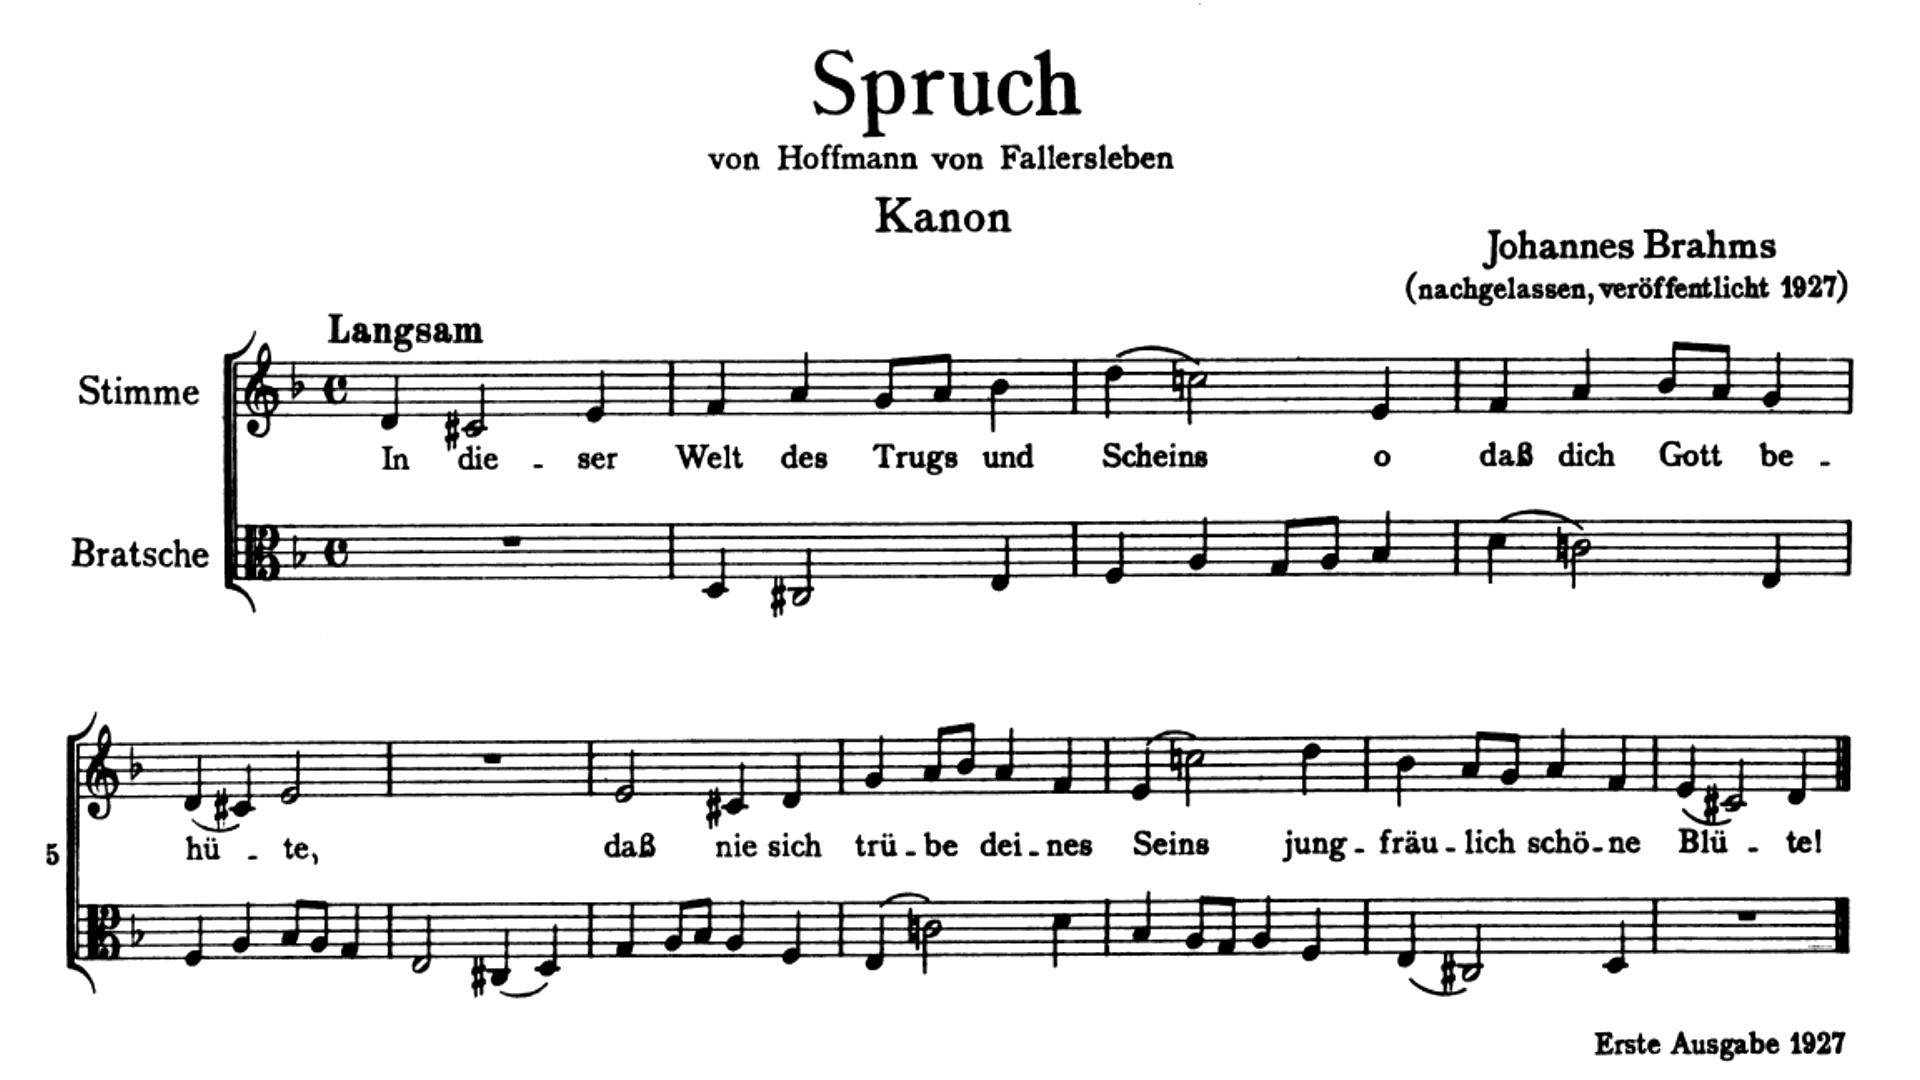 Spruch
von Hoffmann von Fallersleben
Kanon
Johannes Brahms
(nachgelassen, veröffentlicht 1927)
Langsam
Stimme
In die - ser Welt des Trugs und Scheins o daß dich Gott be -
Bratsche
hü - te, daß nie sich trü - be dei - nes Seins jung - fräu - lich schö - ne Blü - te!
5
Erste Ausgabe 1927